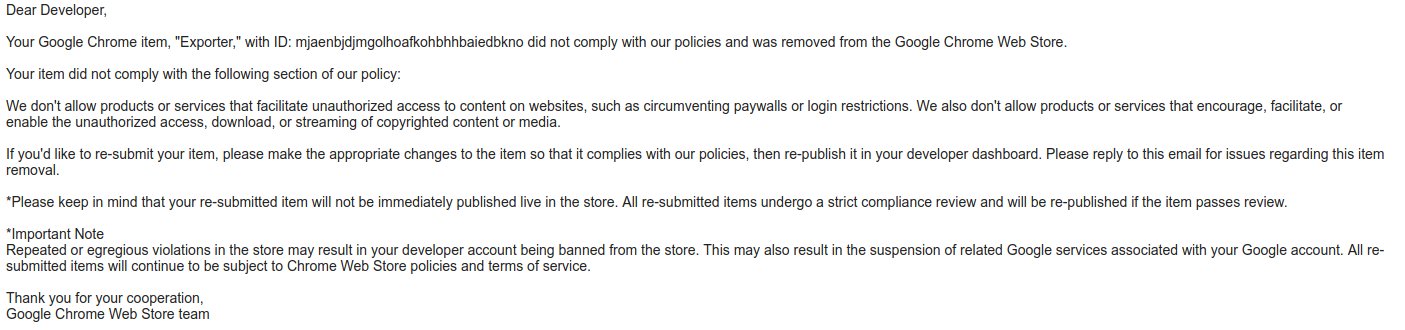 Dear Developer,
Your Google Chrome item, "Exporter," with ID: mjaenbjdjmgolhoafkohbhhbaiedbkno did not comply with our policies and was removed from the Google Chrome Web Store.
Your item did not comply with the following section of our policy:
We don't allow products or services that facilitate unauthorized access to content on websites, such as circumventing paywalls or login restrictions. We also don't allow products or services that encourage, facilitate, or
enable the unauthorized access, download, or streaming of copyrighted content or media.
If you'd like to re-submit your item, please make the appropriate changes to the item so that it complies with our policies, then re-publish it in your developer dashboard. Please reply to this email for issues regarding this item
removal.
*Please keep in mind that your re-submitted item will not be immediately published live in the store. All re-submitted items undergo a strict compliance review and will be re-published if the item passes review.
*Important Note
Repeated or egregious violations in the store may result in your developer account being banned from the store. This may also result in the suspension of related Google services associated with your Google account. All re-
submitted items will continue to be subject to Chrome Web Store policies and terms of service.
Thank you for your cooperation,
Google Chrome Web Store team